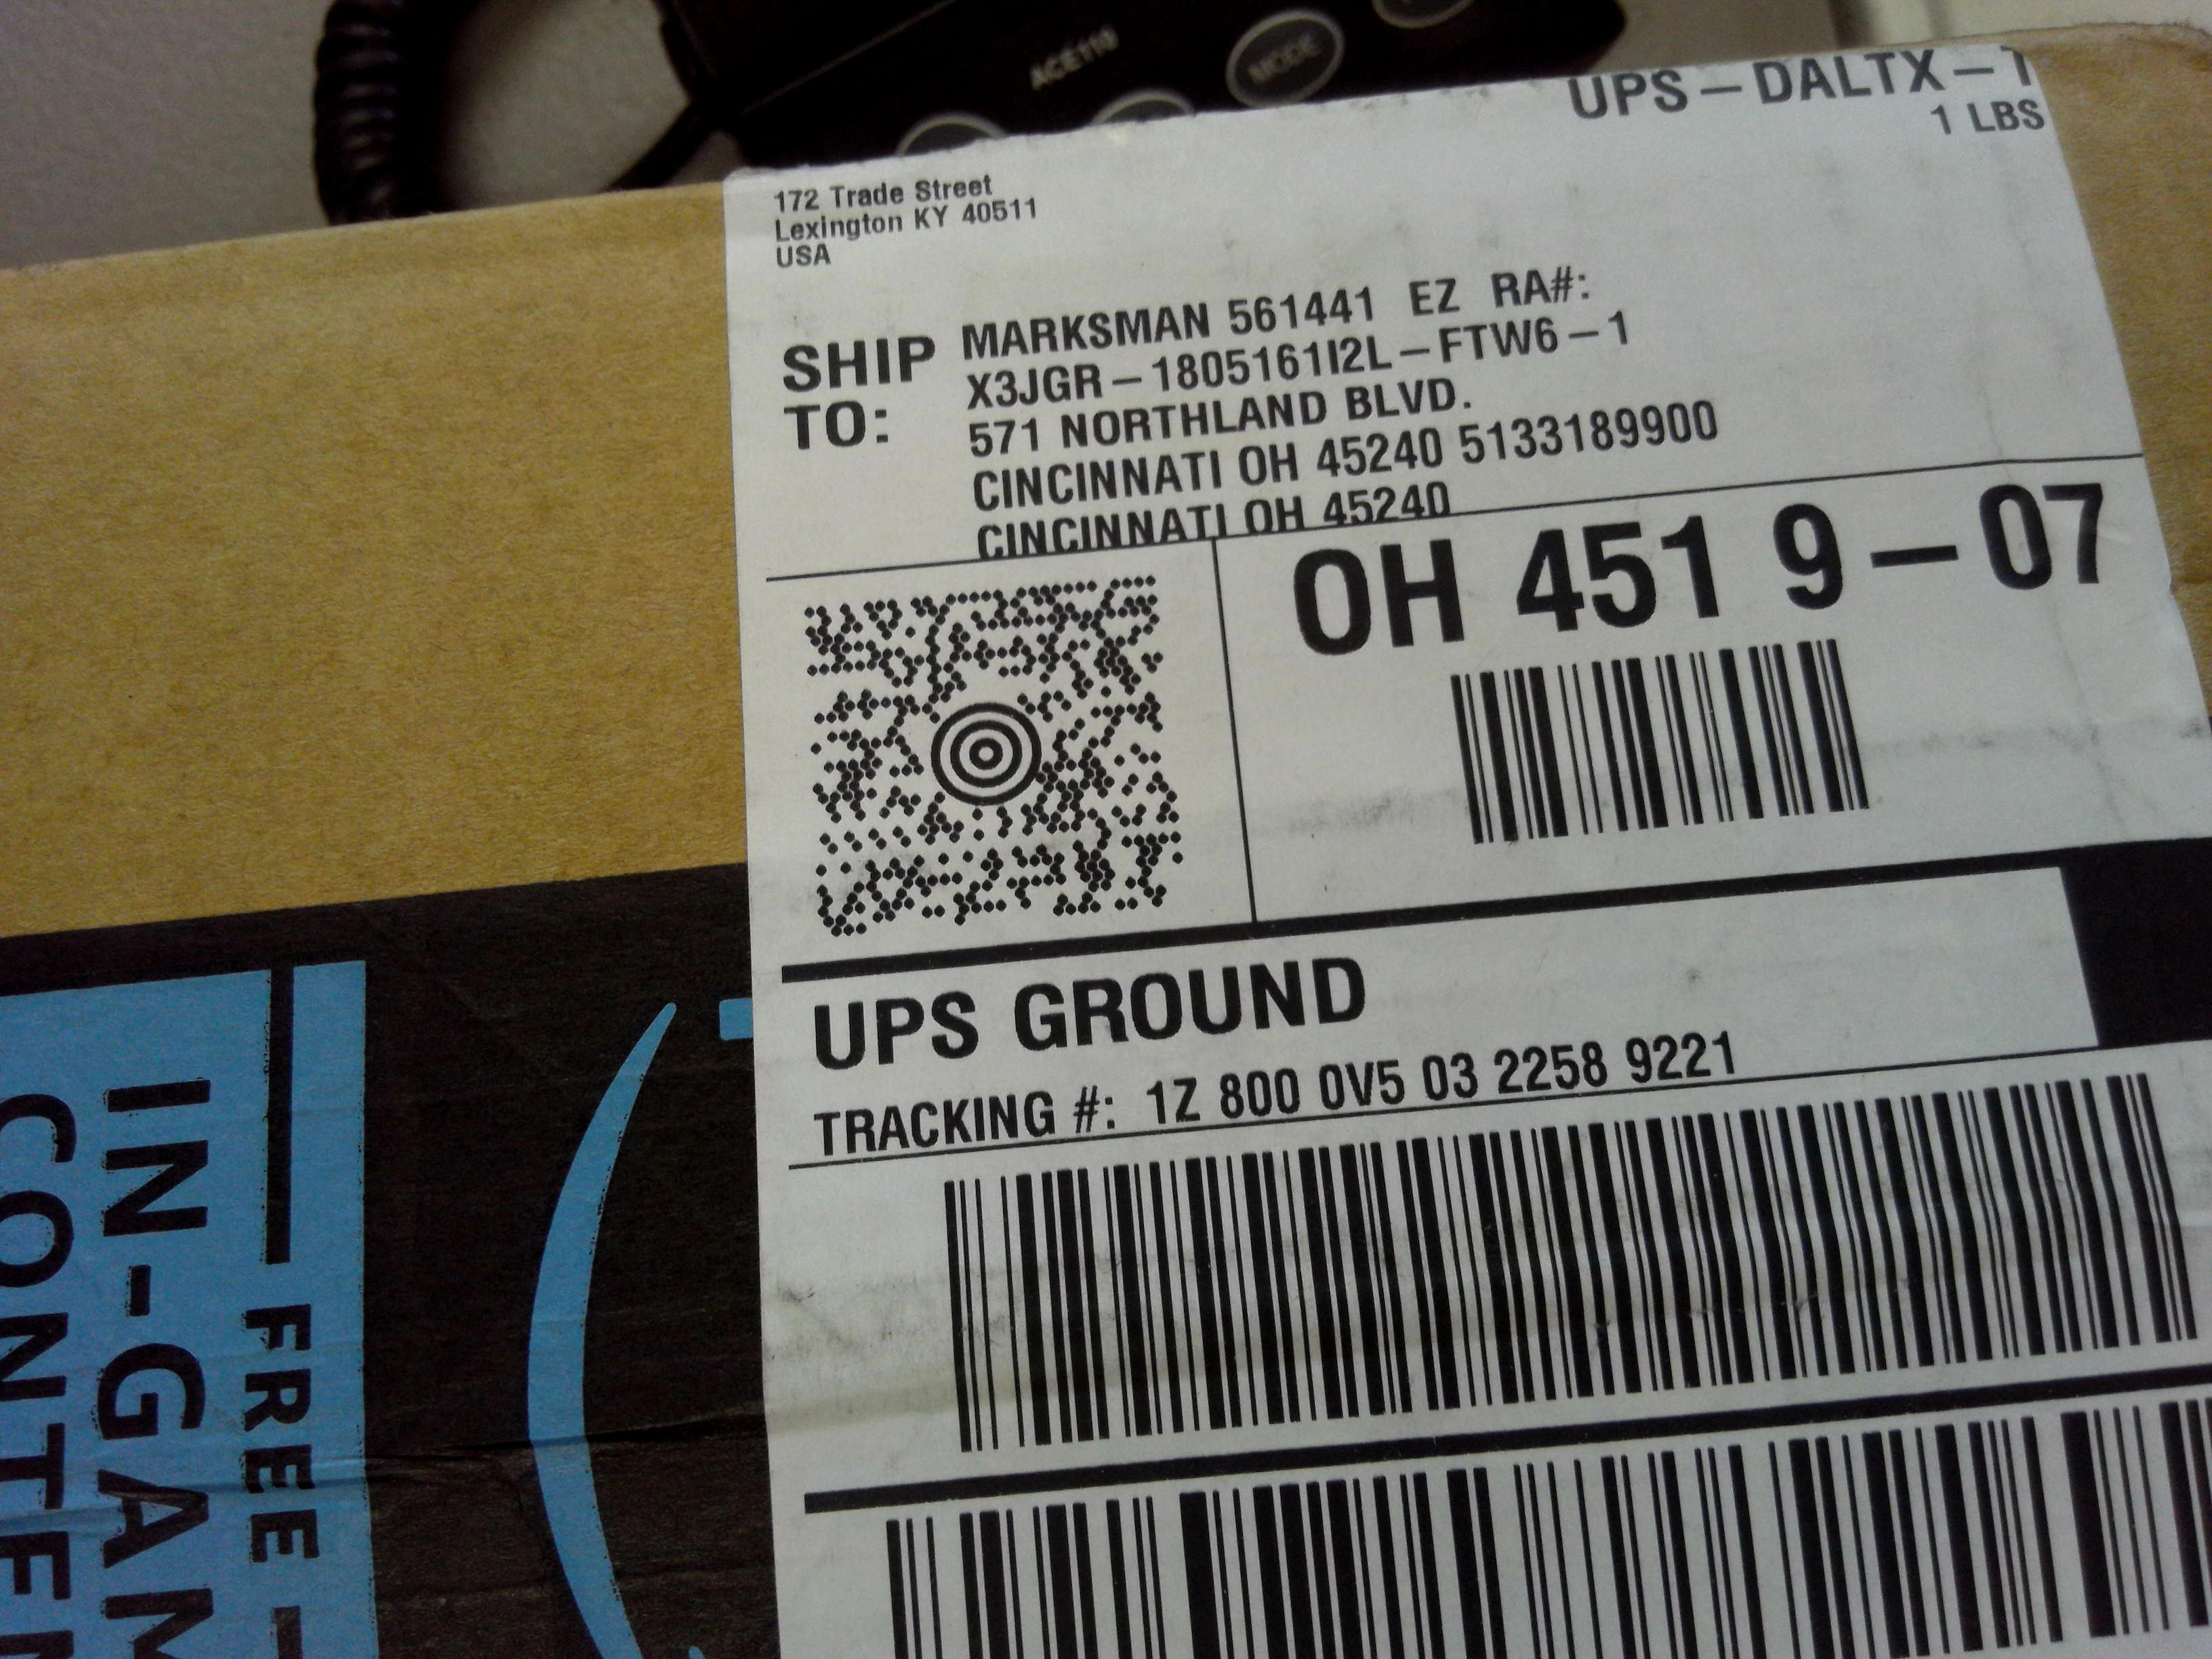 ACE110
MODE
UPS-DALTX-1
1 LBS
172 Trade Street
Lexington KY 40511
USA
SHIP TO:
MARKSMAN 561441 EZ RA#:
X3JGR-1805161I2L-FTW6-1
571 NORTHLAND BLVD.
CINCINNATI OH 45240 5133189900
CINCINNATI OH 45240
OH 451 9-07
UPS GROUND
TRACKING #: 1Z 800 0V5 03 2258 9221
FREE
IN-GAM
CONTEN